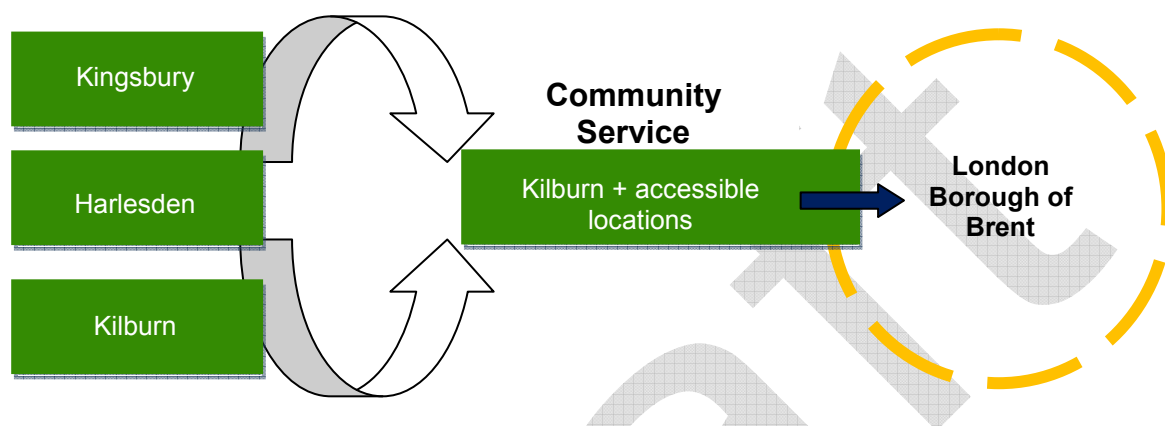 Kingsbury
Harlesden
Kilburn
Community
Service
Kilburn + accessible
locations
London
Borough of
Brent